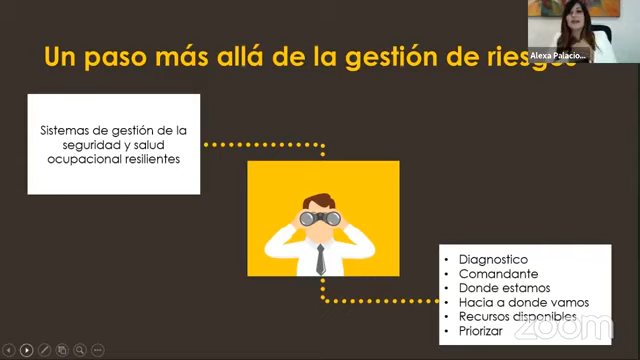 Un paso más allá de la gestión de riesgos
Alexa Palacio...
Sistemas de gestión de la
seguridad y salud
ocupacional resilientes
• Diagnostico
• Comandante
• Donde estamos
• Hacia a donde vamos
• Recursos disponibles
• Priorizar
zoom